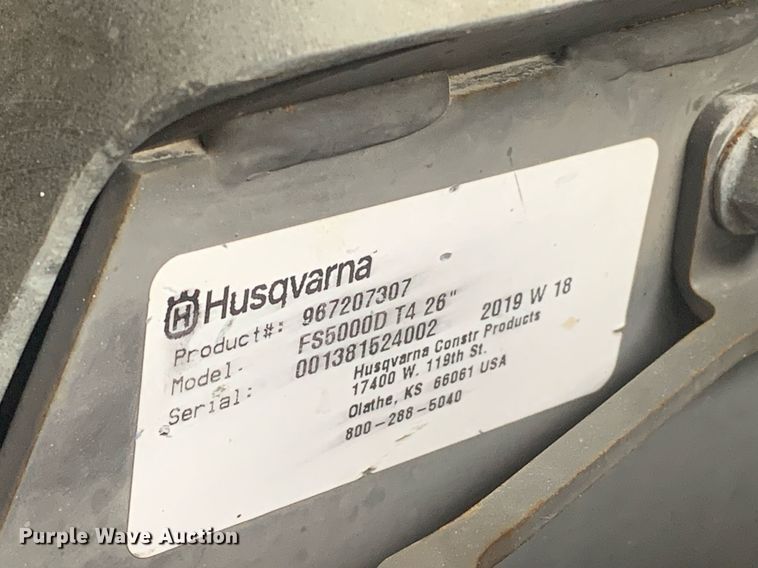 Husqvarna
Product#: 967207307
Model- FS5000D T4 26" 2019 W 18
Serial: 001381524002
Husqvarna Constr Products
17400 W. 119th St.
Olathe, KS 66061 USA
800-288-5040
Purple Wave Auction